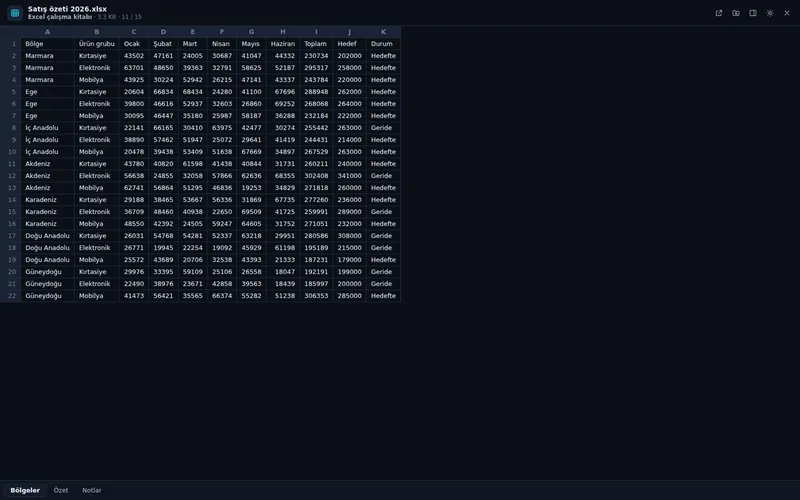 Satış özeti 2026.xlsx
Excel çalışma kitabı · 3.3 KB · 11 / 15
A B C D E F G H I J K
1 Bölge Ürün grubu Ocak Şubat Mart Nisan Mayıs Haziran Toplam Hedef Durum
2 Marmara Kırtasiye 43502 47161 24005 30687 41047 44332 230734 202000 Hedefte
3 Marmara Elektronik 63701 48650 39363 32791 58625 52187 295317 258000 Hedefte
4 Marmara Mobilya 43925 30224 52942 26215 47141 43337 243784 220000 Hedefte
5 Ege Kırtasiye 20604 66834 68434 24280 41100 67696 288948 262000 Hedefte
6 Ege Elektronik 39800 46616 52937 32603 26860 69252 268068 264000 Hedefte
7 Ege Mobilya 30095 46447 35180 25987 58187 36288 232184 222000 Hedefte
8 İç Anadolu Kırtasiye 22141 66165 30410 63975 42477 30274 255442 263000 Geride
9 İç Anadolu Elektronik 38890 57462 51947 25072 29641 41419 244431 214000 Hedefte
10 İç Anadolu Mobilya 20478 39438 53409 51638 67669 34897 267529 263000 Hedefte
11 Akdeniz Kırtasiye 43780 40820 61598 41438 40844 31731 260211 240000 Hedefte
12 Akdeniz Elektronik 56638 24855 32058 57866 62636 68355 302408 341000 Geride
13 Akdeniz Mobilya 62741 56864 51295 46836 19253 34829 271818 260000 Hedefte
14 Karadeniz Kırtasiye 29188 38465 53667 56336 31869 67735 277260 236000 Hedefte
15 Karadeniz Elektronik 36709 48460 40938 22650 69509 41725 259991 289000 Geride
16 Karadeniz Mobilya 48550 42392 24505 59247 64605 31752 271051 232000 Hedefte
17 Doğu Anadolu Kırtasiye 26031 54768 54281 52337 63218 29951 280586 308000 Geride
18 Doğu Anadolu Elektronik 26771 19945 22254 19092 45929 61198 195189 215000 Geride
19 Doğu Anadolu Mobilya 25572 43689 20706 32538 43393 21333 187231 179000 Hedefte
20 Güneydoğu Kırtasiye 29976 33395 59109 25106 26558 18047 192191 199000 Geride
21 Güneydoğu Elektronik 22490 38976 23671 42858 39563 18439 185997 200000 Geride
22 Güneydoğu Mobilya 41473 56421 35565 66374 55282 51238 306353 285000 Hedefte
Bölgeler Özet Notlar